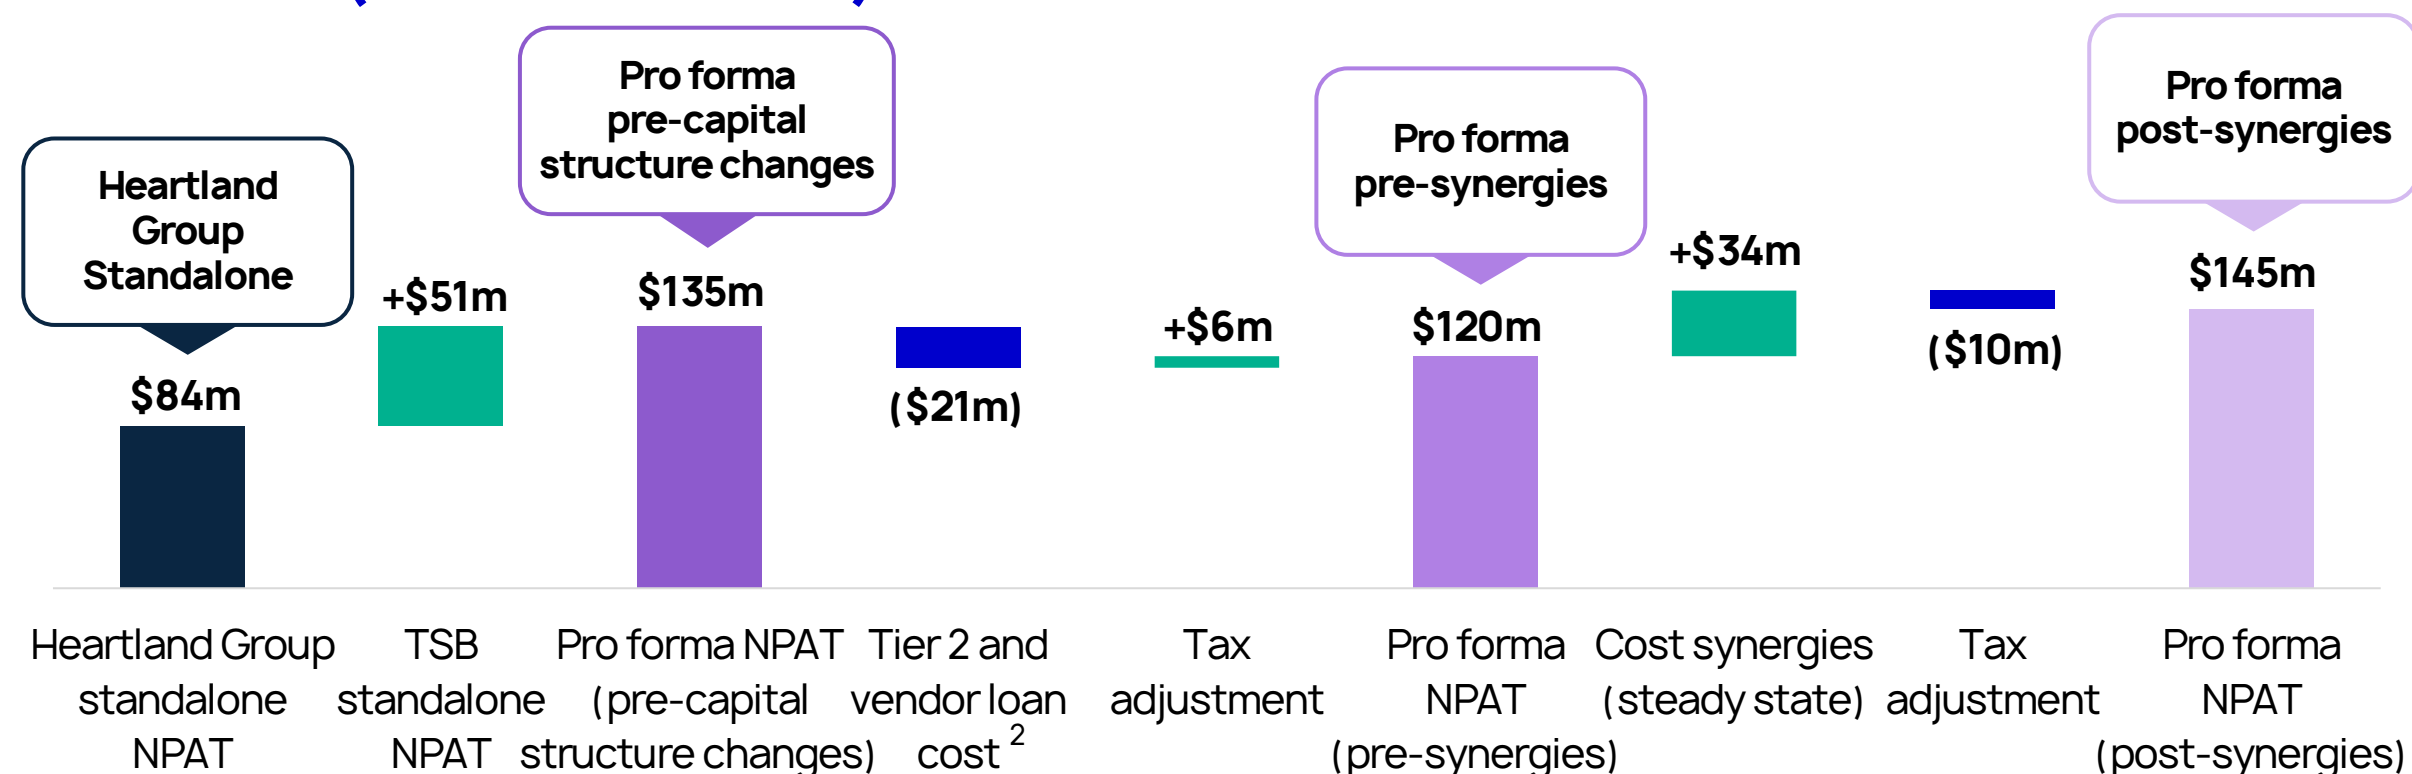 Heartland
Group
Standalone
$84m
+$51m
Pro forma
pre-capital
structure changes
$135m
($21m)
+$6m
Pro forma
pre-synergies
$120m
+$34m
($10m)
Pro forma
post-synergies
$145m
Heartland Group
standalone
NPAT
TSB
standalone
NPAT
Pro forma NPAT
(pre-capital
structure changes)
Tier 2 and
vendor loan
cost 2
Tax
adjustment
Pro forma
NPAT
(pre-synergies)
Cost synergies
(steady state)
Tax
adjustment
Pro forma
NPAT
(post-synergies)